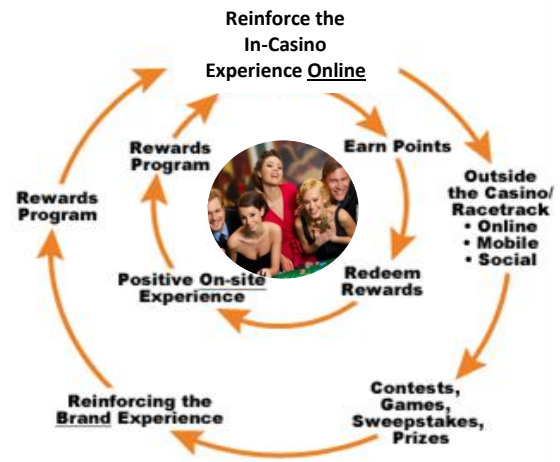 Reinforce the
In-Casino
Experience Online
Rewards
Program
Earn Points
Outside
the Casino/
Racetrack
• Online
• Mobile
• Social
Rewards
Program
Positive On-site
Experience
Redeem
Rewards
Reinforcing the
Brand Experience
Contests,
Games,
Sweepstakes,
Prizes